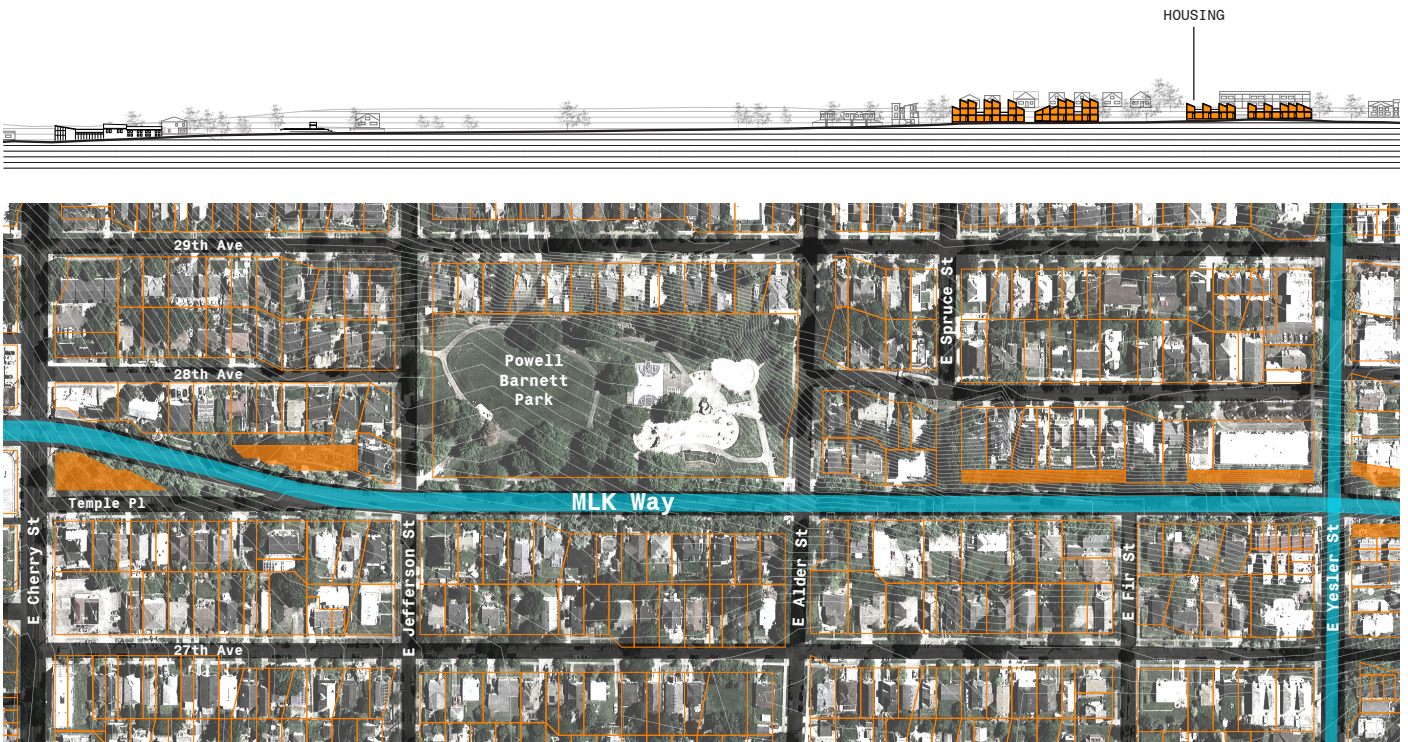 HOUSING
29th Ave
E Spruce St
Powell
Barnett
Park
28th Ave
MLK Way
Temple Pl
E Cherry St
E Jefferson St
E Alder St
E Fir St
E Yesler St
27th Ave